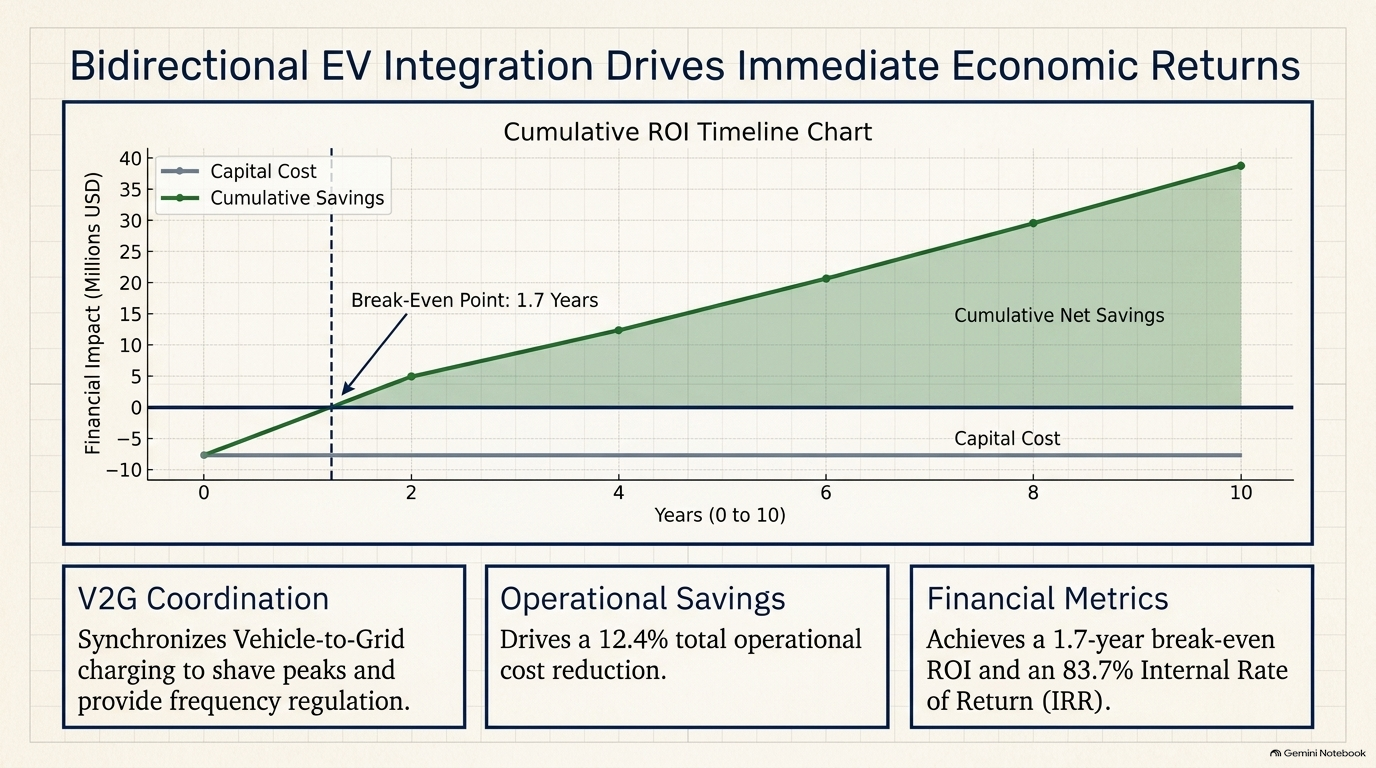 Bidirectional EV Integration Drives Immediate Economic Returns
Cumulative ROI Timeline Chart
Capital Cost
Cumulative Savings
Financial Impact (Millions USD)
40
35
30
25
20
15
10
5
0
−5
−10
Break-Even Point: 1.7 Years
Cumulative Net Savings
Capital Cost
0 2 4 6 8 10
Years (0 to 10)
V2G Coordination
Synchronizes Vehicle-to-Grid
charging to shave peaks and
provide frequency regulation.
Operational Savings
Drives a 12.4% total operational
cost reduction.
Financial Metrics
Achieves a 1.7-year break-even
ROI and an 83.7% Internal Rate
of Return (IRR).
Gemini Notebook